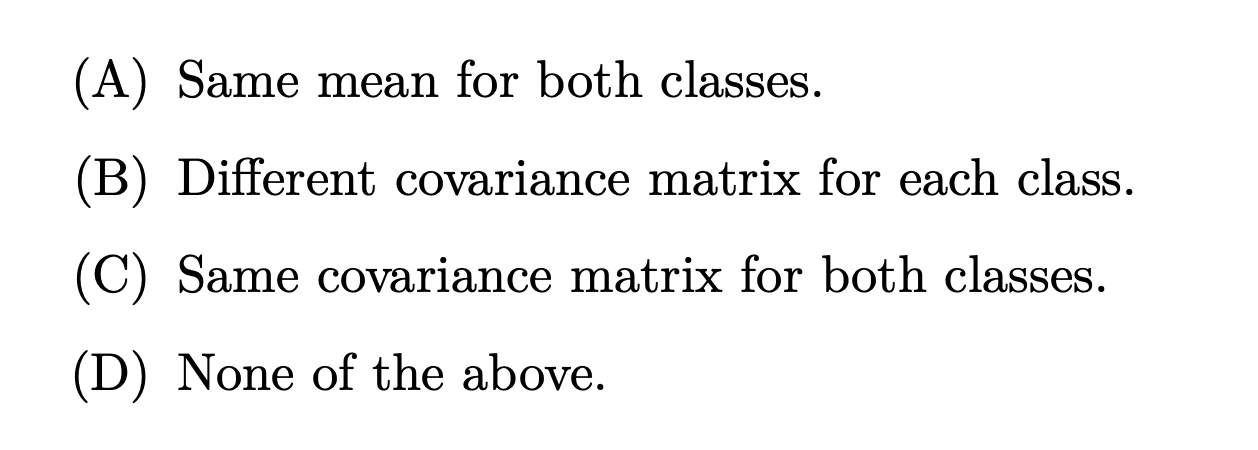 (A) Same mean for both classes.
(B) Different covariance matrix for each class.
(C) Same covariance matrix for both classes.
(D) None of the above.